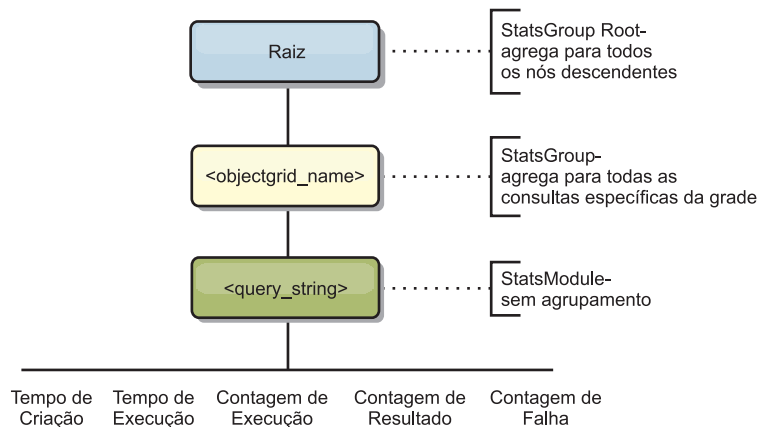 Raiz
StatsGroup Root-
agrega para todos
os nós descendentes
<objectgrid_name>
StatsGroup-
agrega para todas as
consultas específicas da grade
<query_string>
StatsModule-
sem agrupamento
Tempo de
Criação
Tempo de
Execução
Contagem de
Execução
Contagem de
Resultado
Contagem de
Falha